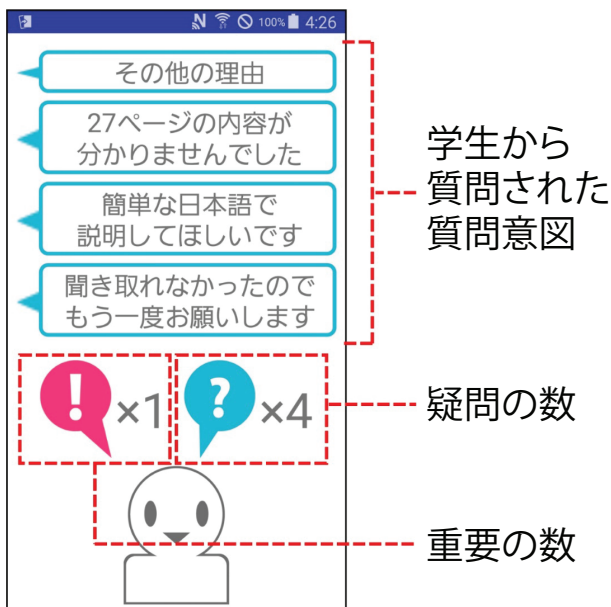 100% 4:26
その他の理由
27ページの内容が
分かりませんでした
簡単な日本語で
説明してほしいです
聞き取れなかったので
もう一度お願いします
!×1
?×4
学生から
質問された
質問意図
疑問の数
重要の数